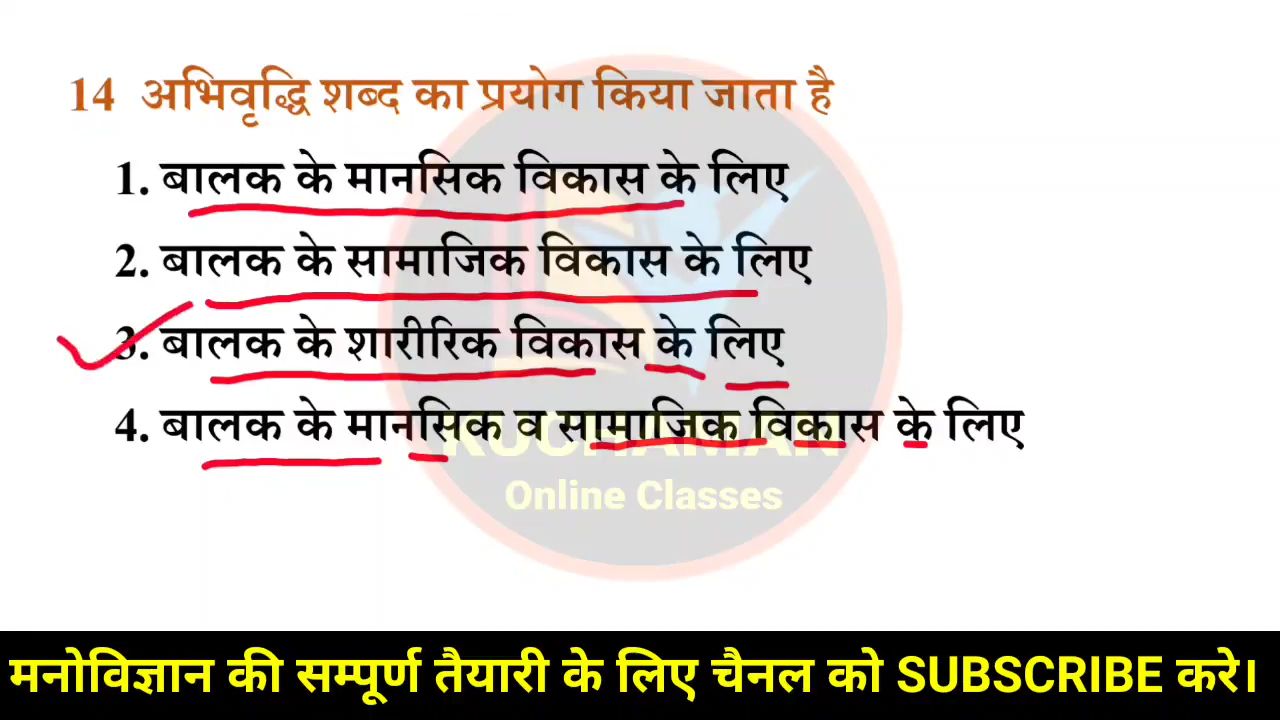 14 अभिवृद्धि शब्द का प्रयोग किया जाता है
1. बालक के मानसिक विकास के लिए
2. बालक के सामाजिक विकास के लिए
3. बालक के शारीरिक विकास के लिए
4. बालक के मानसिक व सामाजिक विकास के लिए
KUCHAMAN
Online Classes
मनोविज्ञान की सम्पूर्ण तैयारी के लिए चैनल को SUBSCRIBE करे।